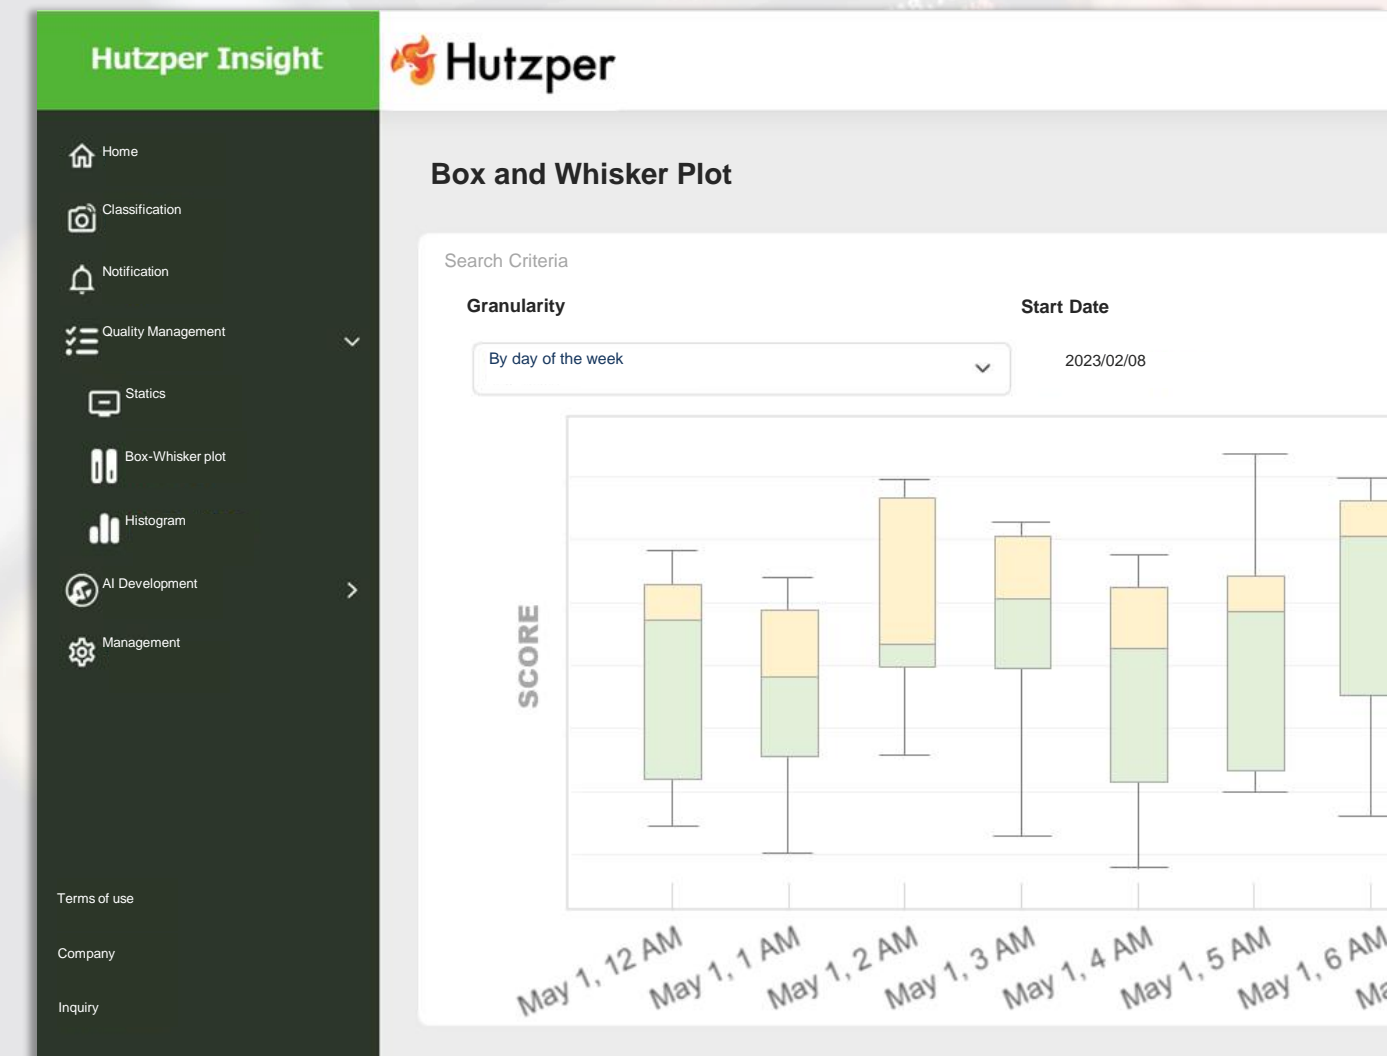 Hutzper Insight
Hutzper
Home
Classification
Notification
Quality Management
Statics
Box-Whisker plot
Histogram
AI Development
Management
Terms of use
Company
Inquiry
Box and Whisker Plot
Search Criteria
Granularity
Start Date
By day of the week
2023/02/08
SCORE
May 1, 12 AM
May 1, 1 AM
May 1, 2 AM
May 1, 3 AM
May 1, 4 AM
May 1, 5 AM
May 1, 6 AM